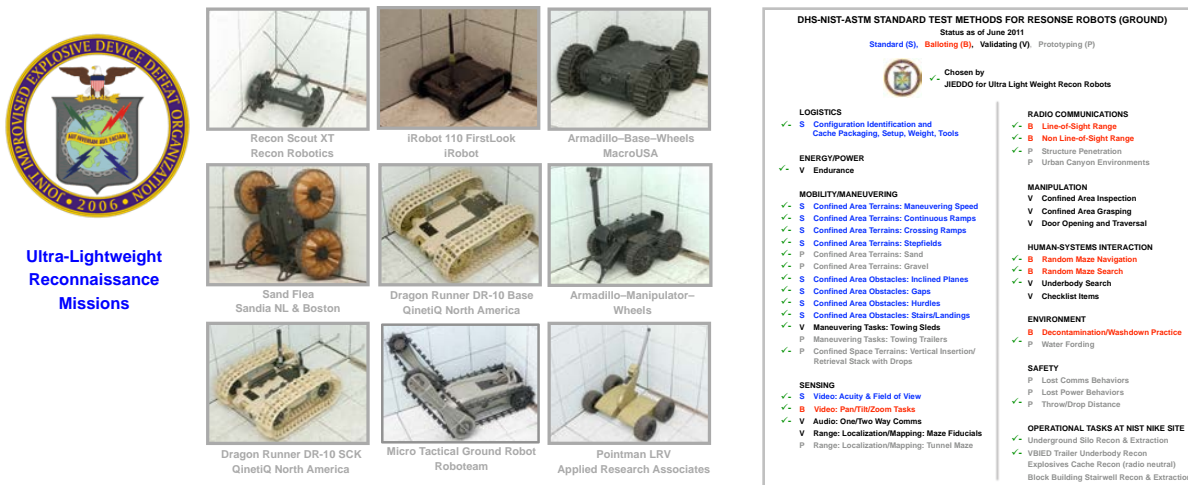 JOINT IMPROVISED EXPLOSIVE DEVICE DEFEAT ORGANIZATION
• 2006 •
Ultra-Lightweight
Reconnaissance
Missions
Recon Scout XT
Recon Robotics
iRobot 110 FirstLook
iRobot
Armadillo–Base–Wheels
MacroUSA
Sand Flea
Sandia NL & Boston
Dragon Runner DR-10 Base
QinetiQ North America
Armadillo–Manipulator–
Wheels
Dragon Runner DR-10 SCK
QinetiQ North America
Micro Tactical Ground Robot
Roboteam
Pointman LRV
Applied Research Associates
DHS-NIST-ASTM STANDARD TEST METHODS FOR RESONSE ROBOTS (GROUND)
Status as of June 2011
Standard (S), Balloting (B), Validating (V) Prototyping (P)
✓- Chosen by
JIEDDO for Ultra Light Weight Recon Robots
LOGISTICS
✓- S Configuration Identification and
Cache Packaging, Setup, Weight, Tools
ENERGY/POWER
✓- V Endurance
MOBILITY/MANEUVERING
✓- S Confined Area Terrains: Maneuvering Speed
✓- S Confined Area Terrains: Continuous Ramps
✓- S Confined Area Terrains: Crossing Ramps
✓- S Confined Area Terrains: Stepfields
✓- P Confined Area Terrains: Sand
✓- P Confined Area Terrains: Gravel
✓- S Confined Area Obstacles: Inclined Planes
✓- S Confined Area Obstacles: Gaps
✓- S Confined Area Obstacles: Hurdles
✓- S Confined Area Obstacles: Stairs/Landings
✓- V Maneuvering Tasks: Towing Sleds
P Maneuvering Tasks: Towing Trailers
✓- P Confined Space Terrains: Vertical Insertion/
Retrieval Stack with Drops
SENSING
✓- S Video: Acuity & Field of View
✓- B Video: Pan/Tilt/Zoom Tasks
✓- V Audio: One/Two Way Comms
V Range: Localization/Mapping: Maze Fiducials
P Range: Localization/Mapping: Tunnel Maze
RADIO COMMUNICATIONS
✓- B Line-of-Sight Range
✓- B Non Line-of-Sight Range
✓- P Structure Penetration
P Urban Canyon Environments
MANIPULATION
V Confined Area Inspection
V Confined Area Grasping
V Door Opening and Traversal
HUMAN-SYSTEMS INTERACTION
✓- B Random Maze Navigation
✓- B Random Maze Search
✓- V Underbody Search
V Checklist Items
ENVIRONMENT
B Decontamination/Washdown Practice
✓- P Water Fording
SAFETY
P Lost Comms Behaviors
P Lost Power Behaviors
✓- P Throw/Drop Distance
OPERATIONAL TASKS AT NIST NIKE SITE
✓- Underground Silo Recon & Extraction
✓- VBIED Trailer Underbody Recon
Explosives Cache Recon (radio neutral)
Block Building Stairwell Recon & Extraction